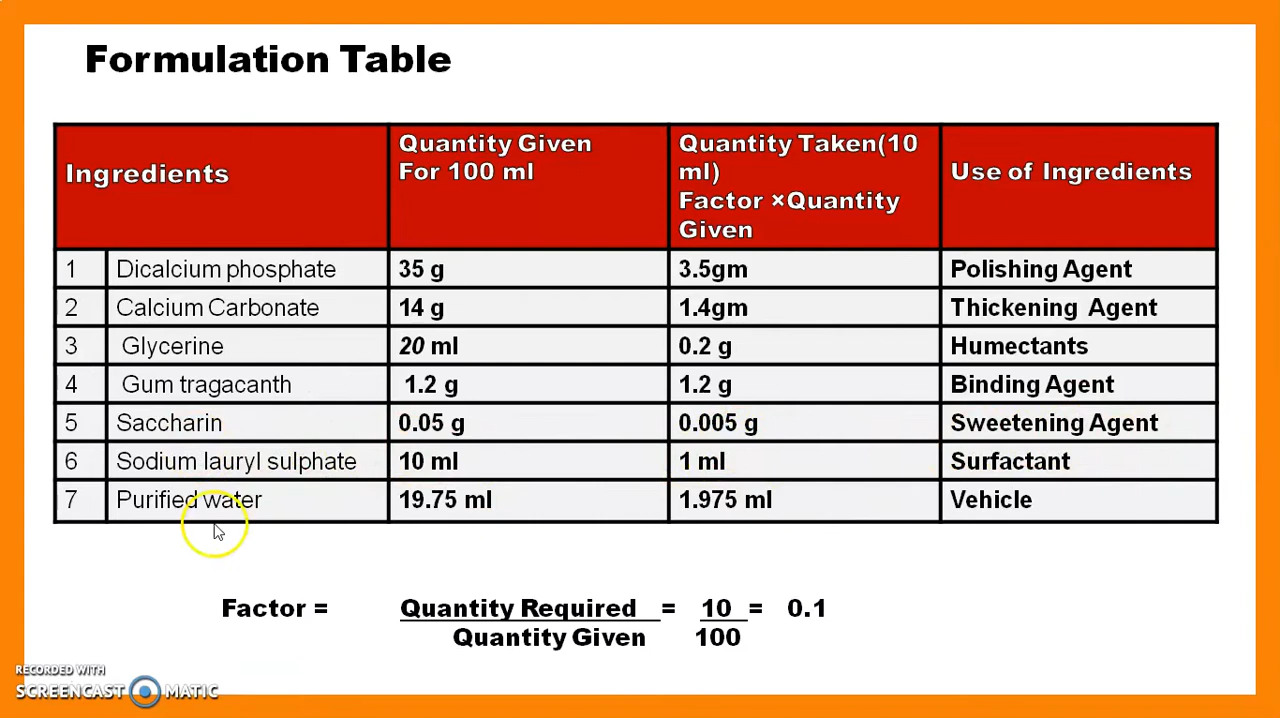 Formulation Table
Ingredients | Quantity Given For 100 ml | Quantity Taken(10 ml) Factor ×Quantity Given | Use of Ingredients
1 | Dicalcium phosphate | 35 g | 3.5gm | Polishing Agent
2 | Calcium Carbonate | 14 g | 1.4gm | Thickening Agent
3 | Glycerine | 20 ml | 0.2 g | Humectants
4 | Gum tragacanth | 1.2 g | 1.2 g | Binding Agent
5 | Saccharin | 0.05 g | 0.005 g | Sweetening Agent
6 | Sodium lauryl sulphate | 10 ml | 1 ml | Surfactant
7 | Purified water | 19.75 ml | 1.975 ml | Vehicle
Factor = Quantity Required = 10 = 0.1
Quantity Given 100
RECORDED WITH
SCREENCAST MATIC